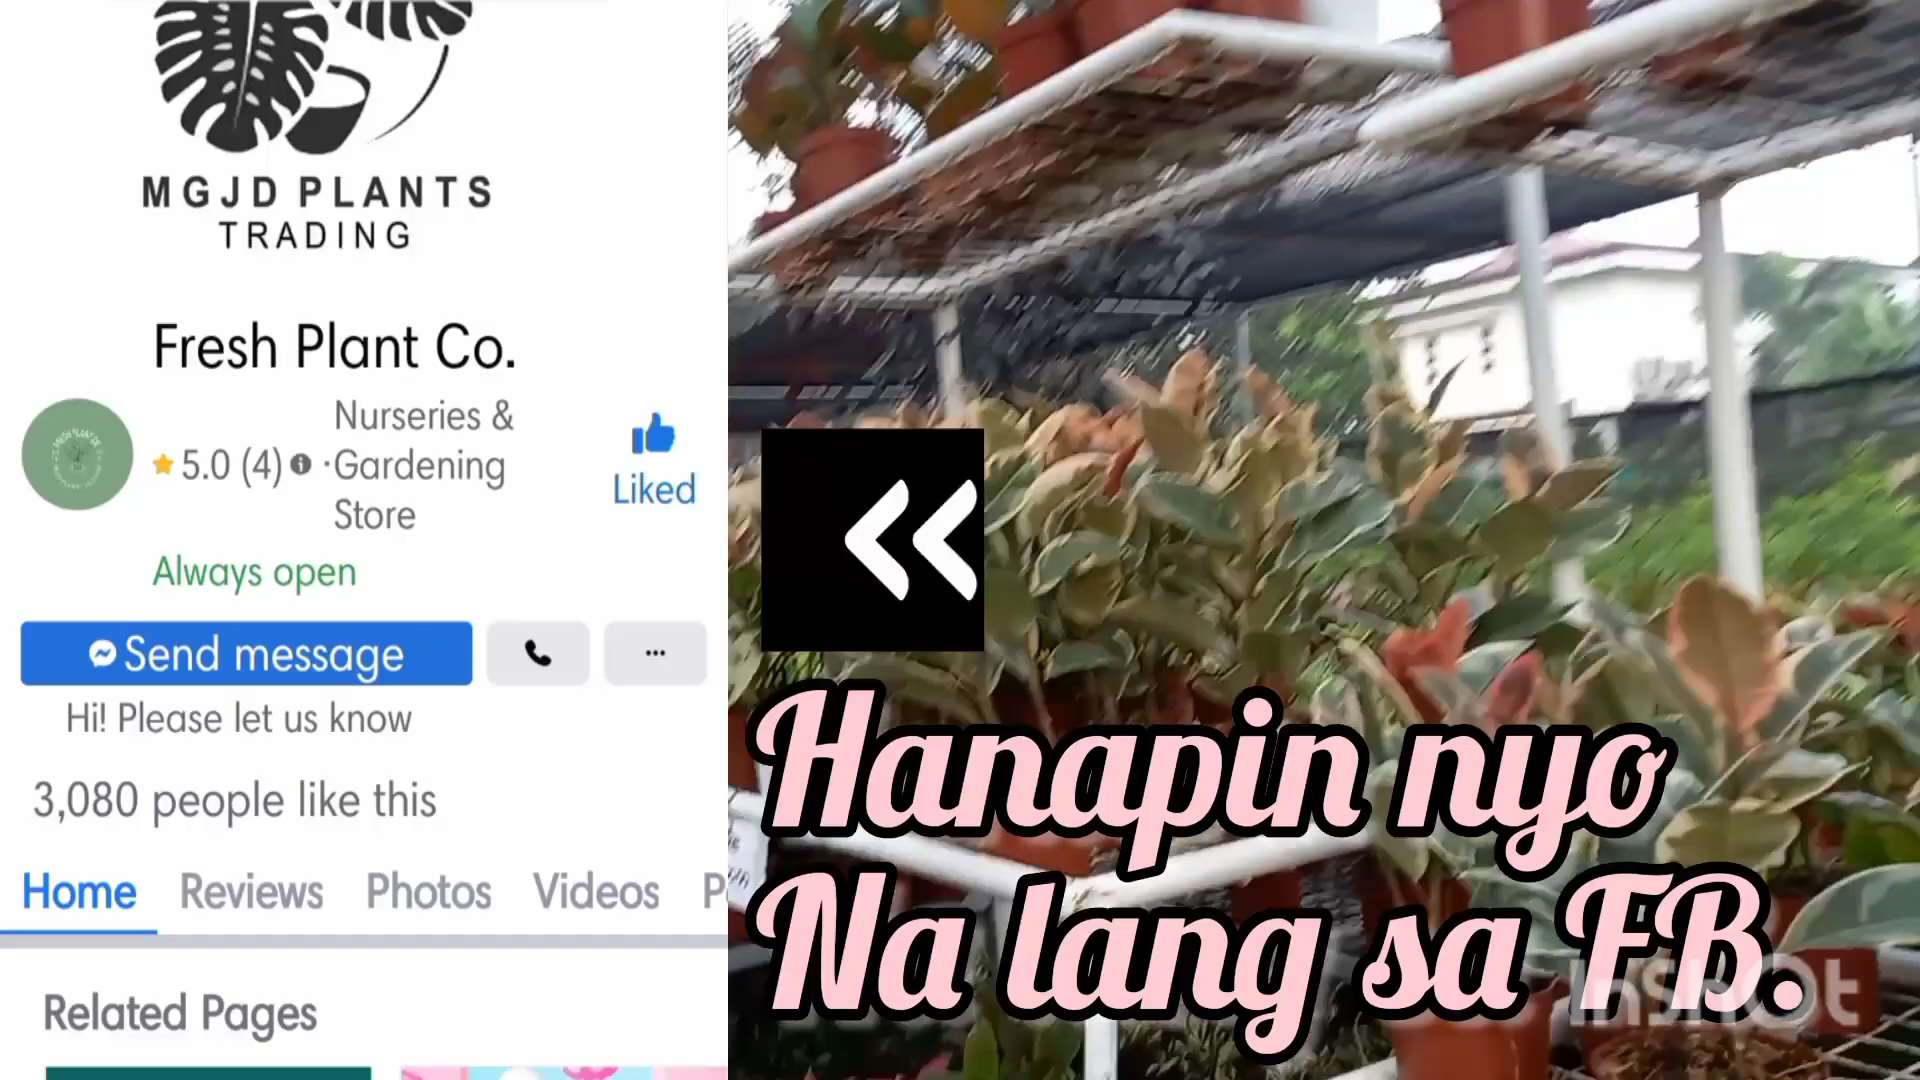 MGJD PLANTS
TRADING
Fresh Plant Co.
5.0 (4) · Nurseries &
Gardening
Store
Liked
Always open
Send message
...
Hi! Please let us know
3,080 people like this
Home Reviews Photos Videos P
Related Pages
Hanapin nyo
Na lang sa FB.
InShOt